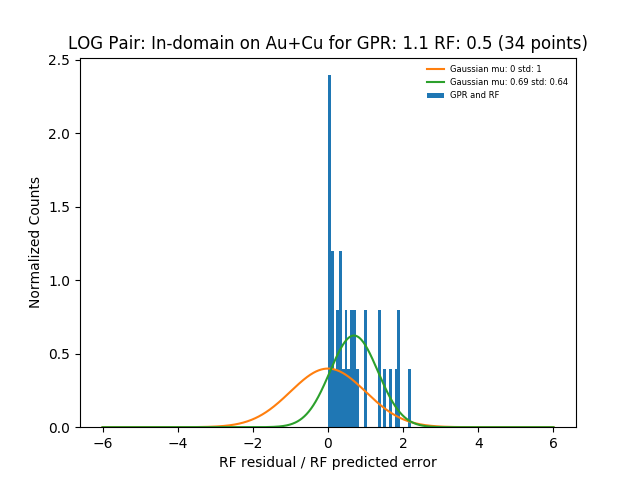 LOG Pair: In-domain on Au+Cu for GPR: 1.1 RF: 0.5 (34 points)
Gaussian mu: 0 std: 1
Gaussian mu: 0.69 std: 0.64
GPR and RF
Normalized Counts
2.5
2.0
1.5
1.0
0.5
0.0
−6 −4 −2 0 2 4 6
RF residual / RF predicted error